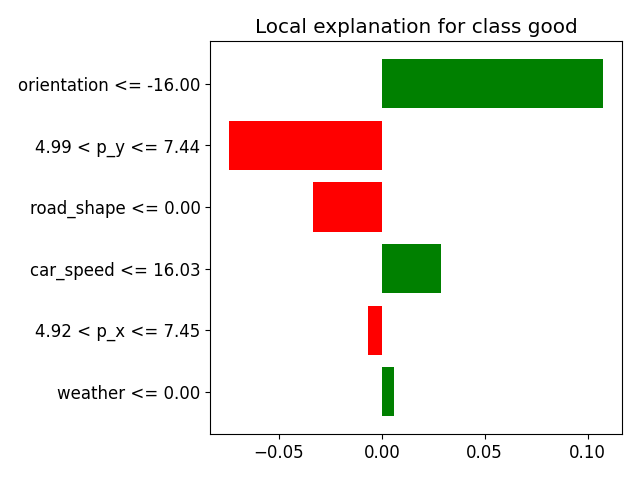 Local explanation for class good
orientation <= -16.00
4.99 < p_y <= 7.44
road_shape <= 0.00
car_speed <= 16.03
4.92 < p_x <= 7.45
weather <= 0.00
−0.05 0.00 0.05 0.10